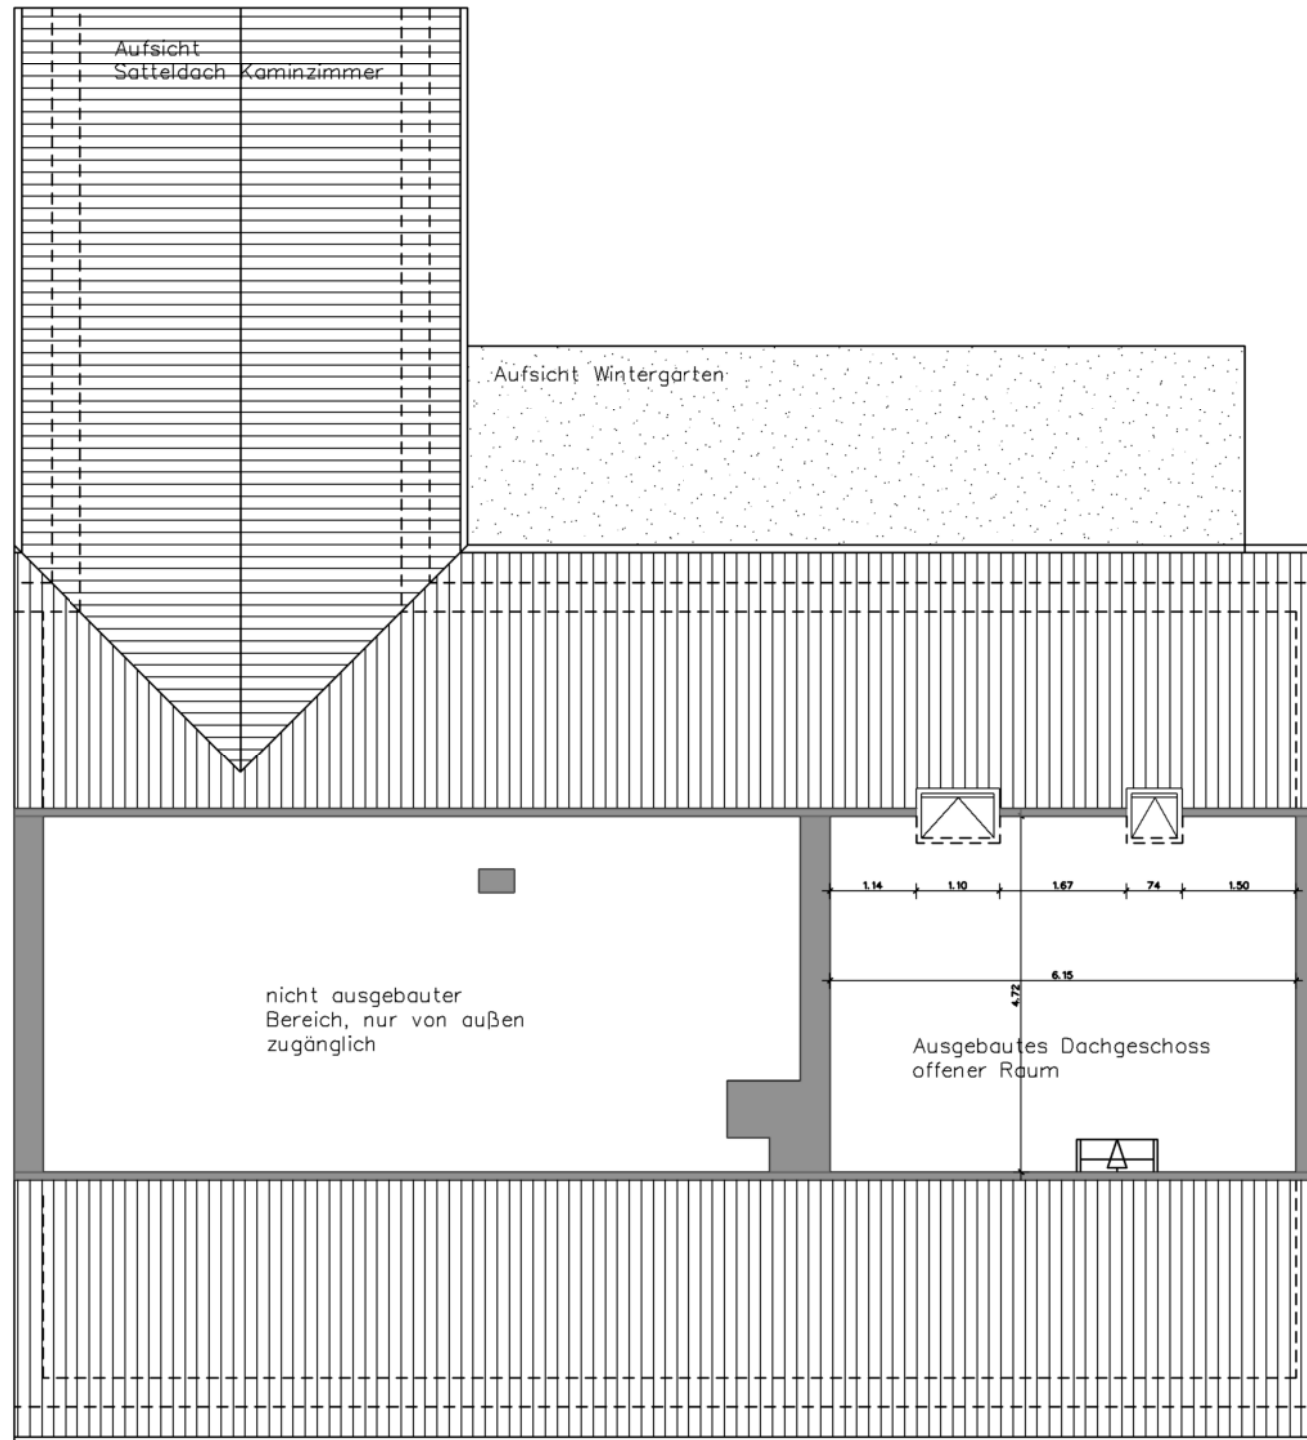 Aufsicht
Satteldach Kaminzimmer
Aufsicht Wintergarten
1.14 1.10 1.67 74 1.50
6.15
4.72
nicht ausgebauter
Bereich, nur von außen
zugänglich
Ausgebautes Dachgeschoss
offener Raum